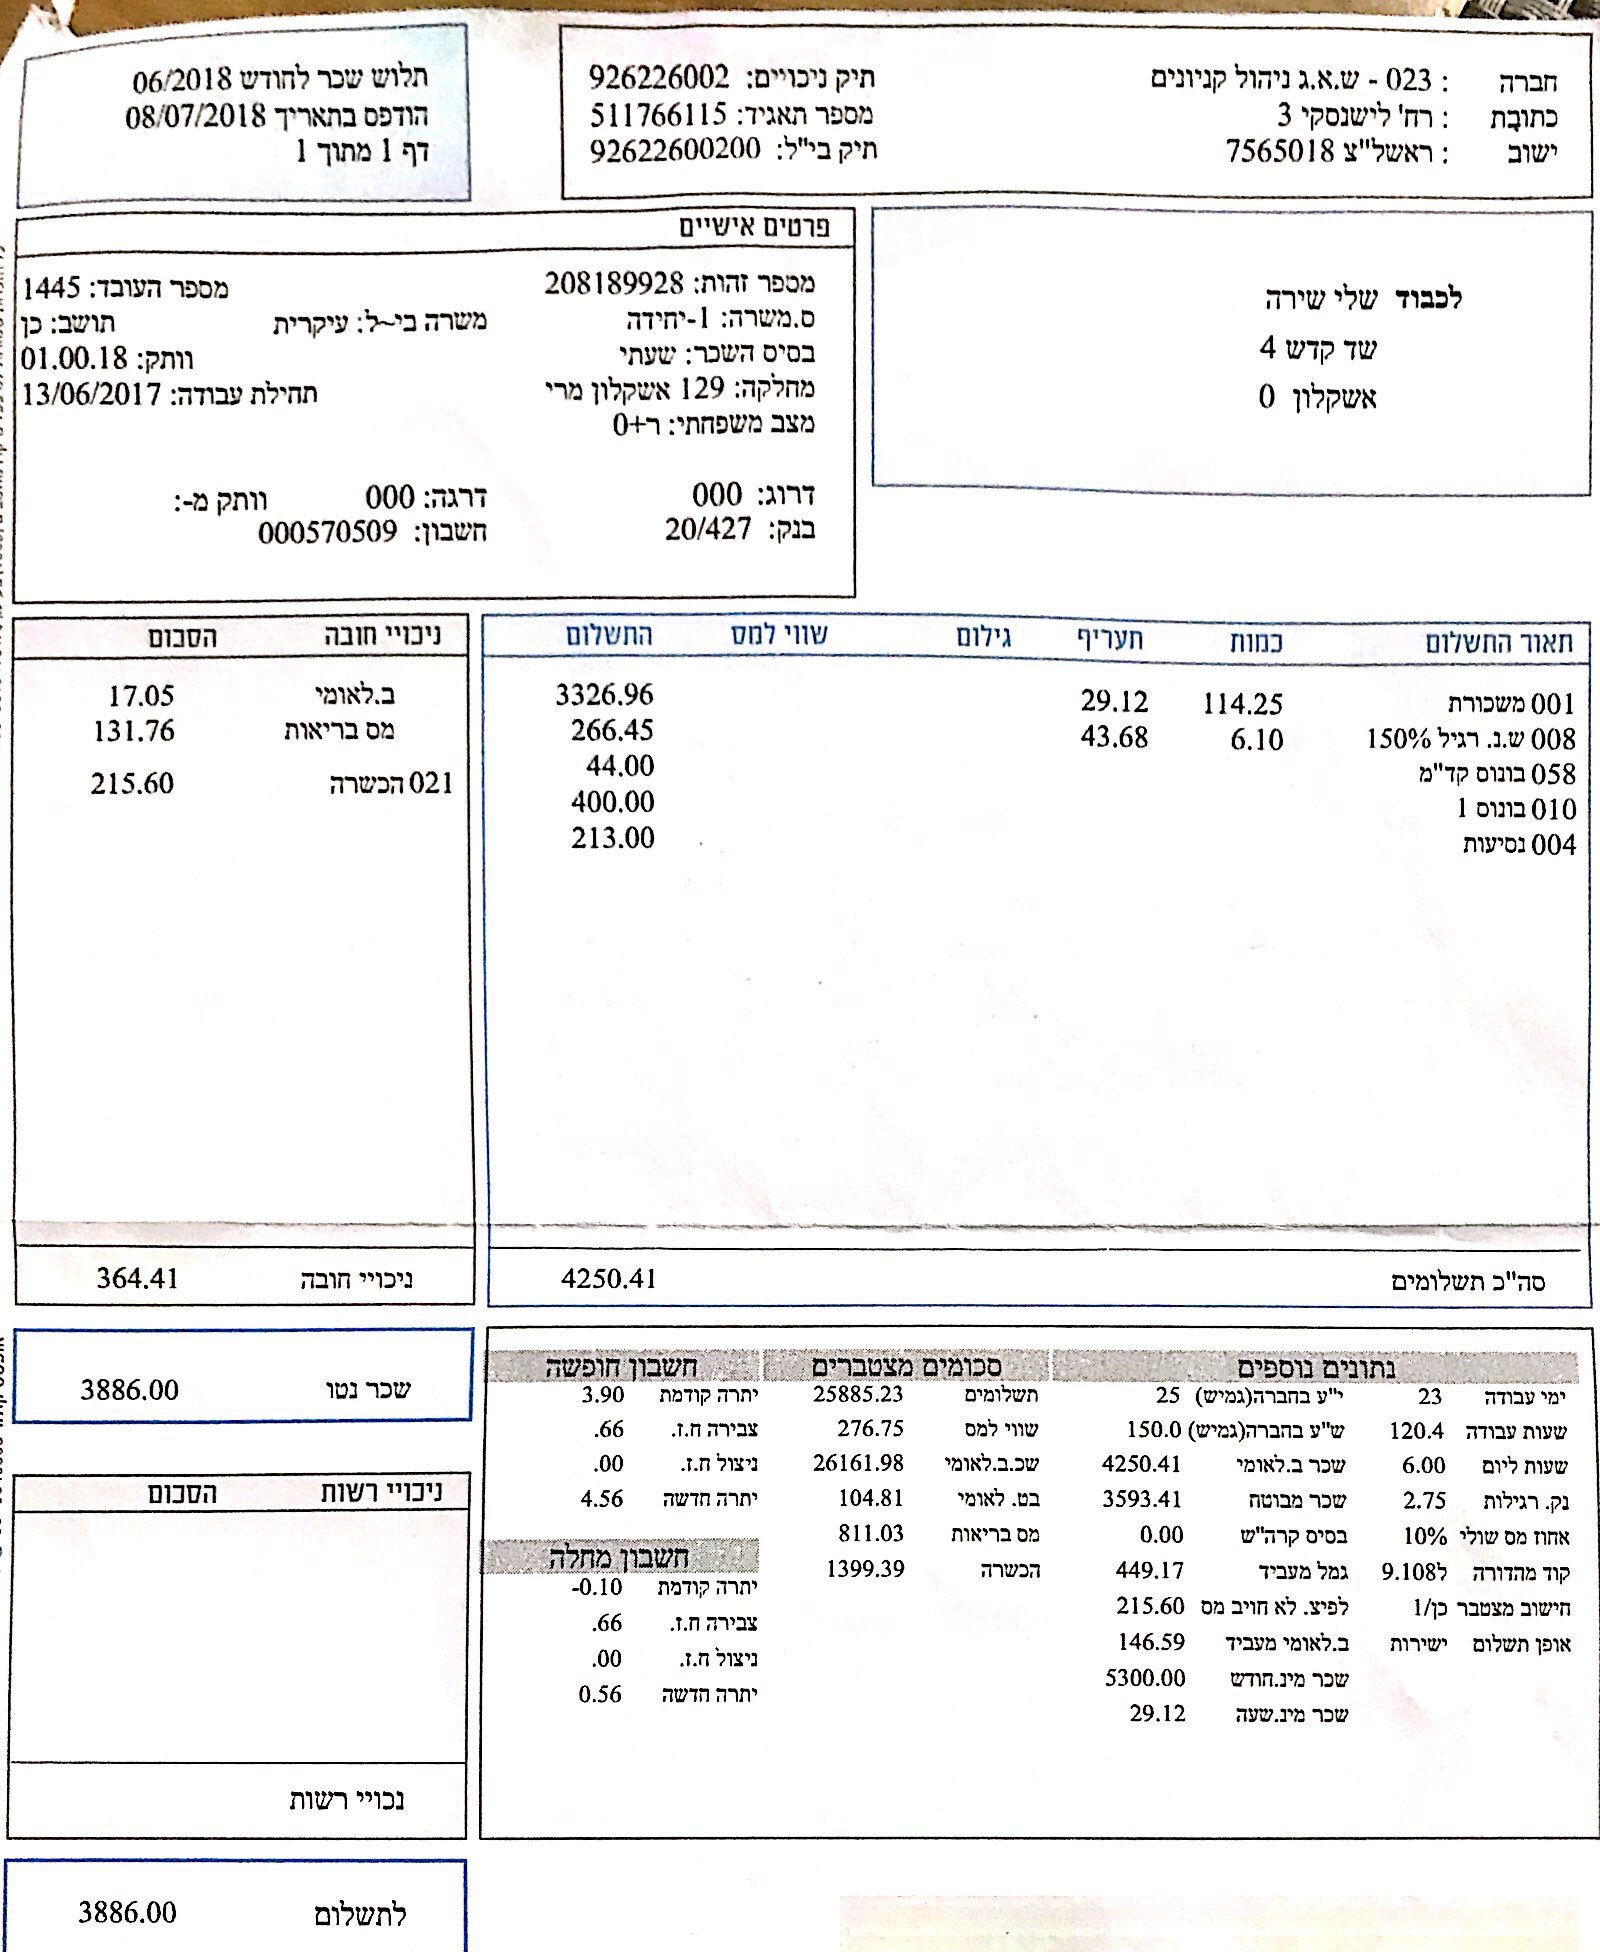 חברה : 023 - ש.א.ג ניהול קניונים תיק ניכויים: 926226002
כתובת : רח' לישנסקי 3 מספר תאגיד: 511766115
ישוב : ראשל"צ 7565018 תיק בי"ל: 92622600200
תלוש שכר לחודש 06/2018
הודפס בתאריך 08/07/2018
דף 1 מתוך 1
לכבוד שלי שירה
שד קדש 4
אשקלון 0
פרטים אישיים
מספר זהות: 208189928 מספר העובד: 1445
ס.משרה: 1-יחידה משרה בי~ל: עיקרית תושב: כן
בסיס השכר: שעתי וותק: 01.00.18
מחלקה: 129 אשקלון מרי תחילת עבודה: 13/06/2017
מצב משפחתי: ר+0
דרוג: 000 דרגה: 000 וותק מ-:
בנק: 20/427 חשבון: 000570509
תאור התשלום כמות תעריף גילום שווי למס התשלום
001 משכורת 114.25 29.12 3326.96
008 ש.נ. רגיל 150% 6.10 43.68 266.45
058 בונוס קד"מ 44.00
010 בונוס 1 400.00
004 נסיעות 213.00
סה"כ תשלומים 4250.41
ניכויי חובה הסכום
ב.לאומי 17.05
מס בריאות 131.76
021 הכשרה 215.60
ניכויי חובה 364.41
שכר נטו 3886.00
נתונים נוספים
ימי עבודה 23 י"ע בחברה(גמיש) 25
שעות עבודה 120.4 ש"ע בחברה(גמיש) 150.0
שעות ליום 6.00 שכר ב.לאומי 4250.41
נק. רגילות 2.75 שכר מבוטח 3593.41
אחוז מס שולי 10% בסיס קרה"ש 0.00
קוד מהדורה 9.108ל גמל מעביד 449.17
חישוב מצטבר כן/1 לפיצ. לא חויב מס 215.60
אופן תשלום ישירות ב.לאומי מעביד 146.59
שכר מינ.חודש 5300.00
שכר מינ.שעה 29.12
סכומים מצטברים
תשלומים 25885.23
שווי למס 276.75
שכ.ב.לאומי 26161.98
בט. לאומי 104.81
מס בריאות 811.03
הכשרה 1399.39
חשבון חופשה
יתרה קודמת 3.90
צבירה ח.ז. .66
ניצול ח.ז. .00
יתרה חדשה 4.56
חשבון מחלה
יתרה קודמת -0.10
צבירה ח.ז. .66
ניצול ח.ז. .00
יתרה חדשה 0.56
ניכויי רשות הסכום
נכויי רשות
לתשלום 3886.00